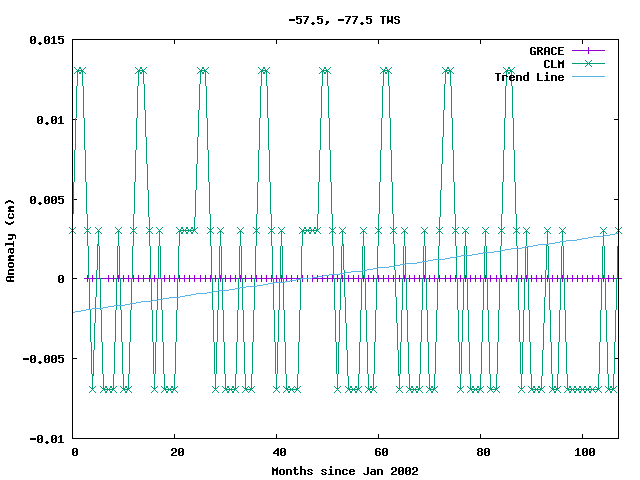 -57.5, -77.5 TWS
0.015
GRACE
CLM
Trend Line
0.01
0.005
0
-0.005
-0.01
Anomaly (cm)
0 20 40 60 80 100
Months since Jan 2002